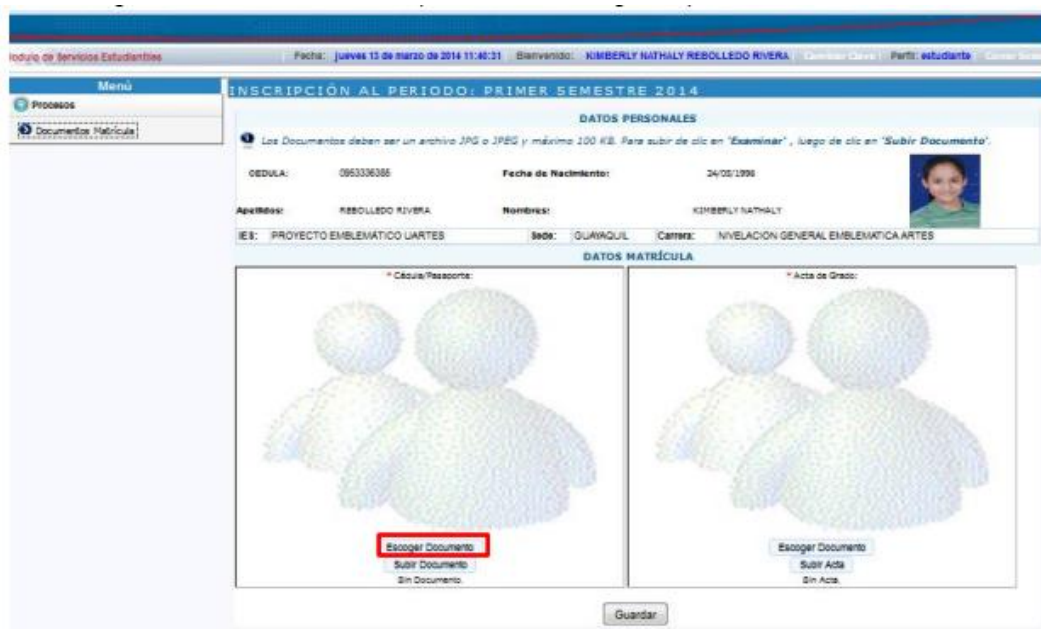 Modulo de Servicios Estudiantiles Fecha: jueves 13 de marzo de 2014 11:40:31 Bienvenido: KIMBERLY NATHALY REBOLLEDO RIVERA Cambiar Clave Perfil: estudiante
Menú
Procesos
Documentos Matrícula
INSCRIPCIÓN AL PERIODO: PRIMER SEMESTRE 2014
DATOS PERSONALES
Los Documentos deben ser un archivo JPG o JPEG y máximo 100 KB. Para subir de clic en 'Examinar' , luego de clic en 'Subir Documento'.
CEDULA: 0953336385 Fecha de Nacimiento: 24/05/1996
Apellidos: REBOLLEDO RIVERA Nombres: KIMBERLY NATHALY
IES: PROYECTO EMBLEMÁTICO UARTES Sede: GUAYAQUIL Carrera: NIVELACION GENERAL EMBLEMATICA ARTES
DATOS MATRÍCULA
* Cédula/Pasaporte: * Acta de Grado:
Escoger Documento Escoger Documento
Subir Documento Subir Acta
Sin Documento. Sin Acta.
Guardar